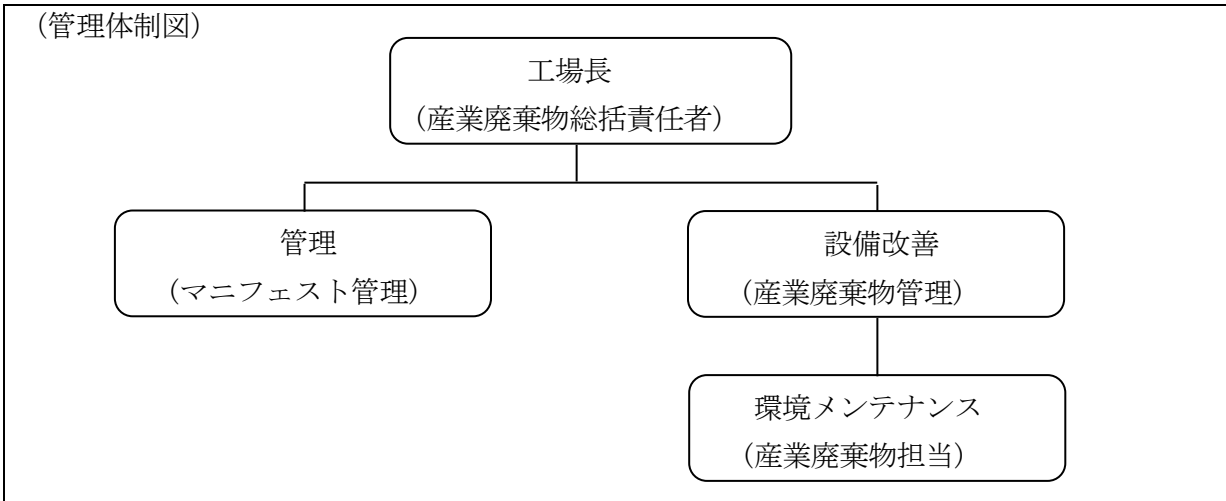 （管理体制図）
工場長
（産業廃棄物総括責任者）
管理
（マニフェスト管理）
設備改善
（産業廃棄物管理）
環境メンテナンス
（産業廃棄物担当）